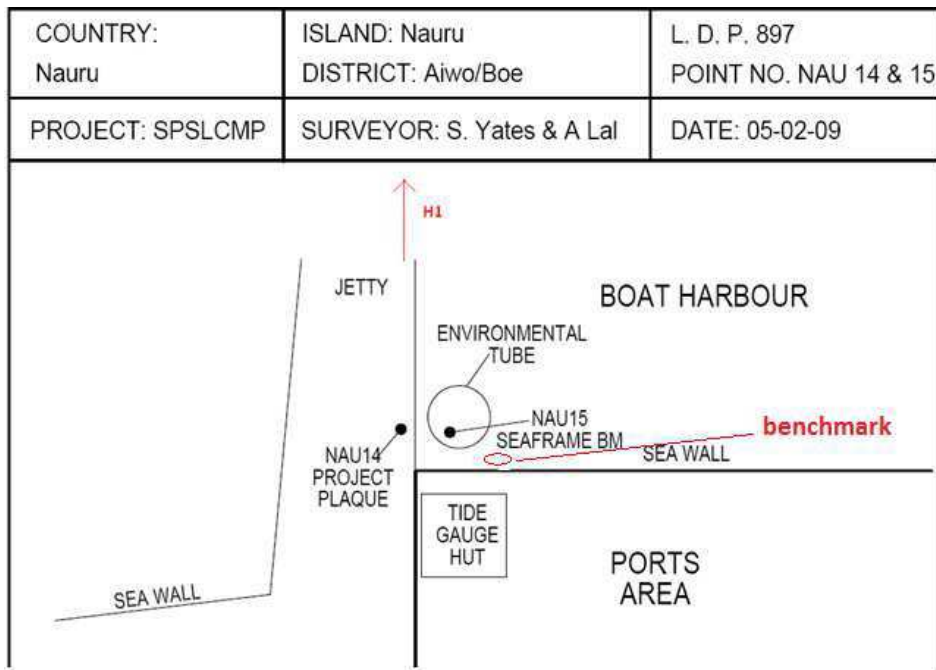 COUNTRY:
Nauru
ISLAND: Nauru
DISTRICT: Aiwo/Boe
L. D. P. 897
POINT NO. NAU 14 & 15
PROJECT: SPSLCMP
SURVEYOR: S. Yates & A Lal
DATE: 05-02-09
H1
JETTY
BOAT HARBOUR
ENVIRONMENTAL
TUBE
NAU15
SEAFRAME BM
benchmark
SEA WALL
NAU14
PROJECT
PLAQUE
TIDE
GAUGE
HUT
PORTS
AREA
SEA WALL